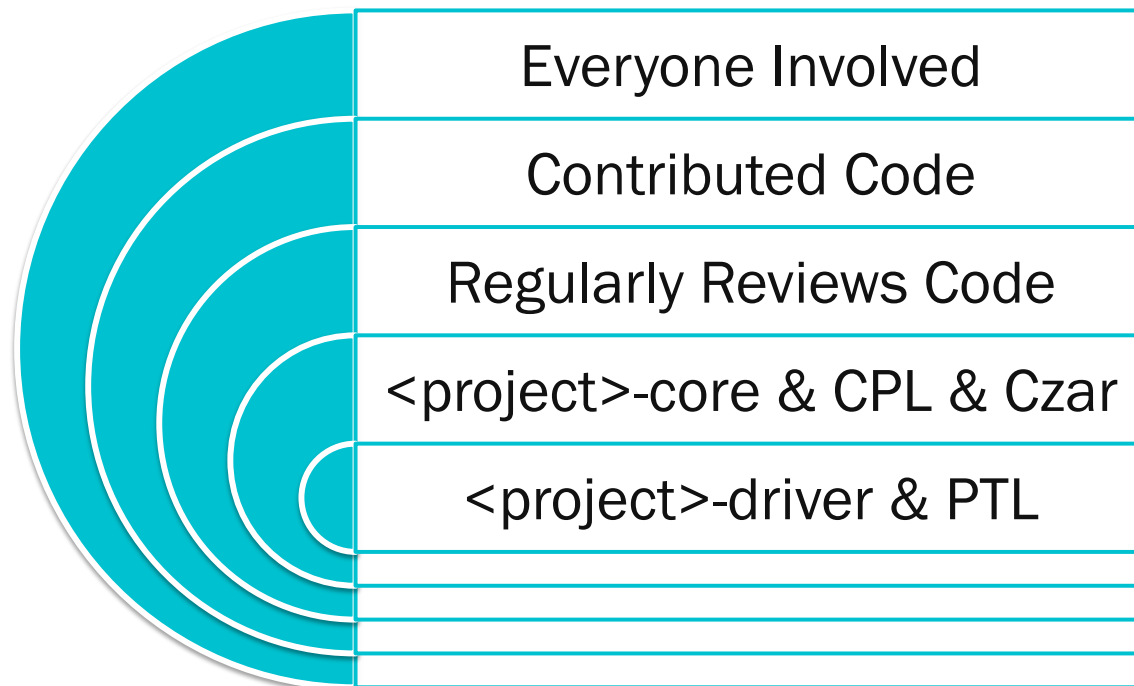 Everyone Involved
Contributed Code
Regularly Reviews Code
<project>-core & CPL & Czar
<project>-driver & PTL